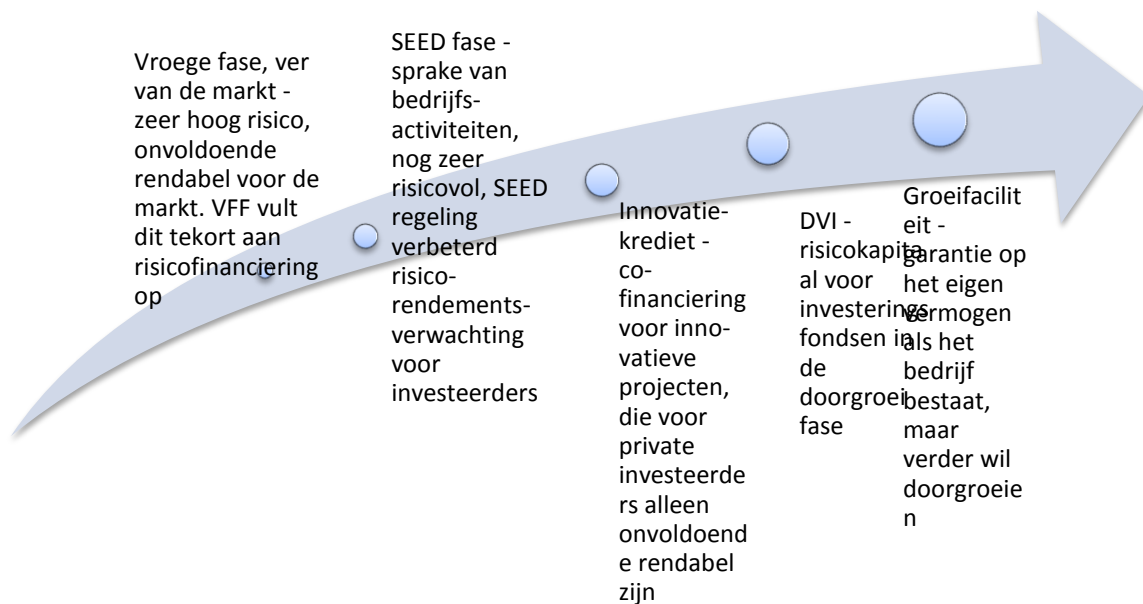 Vroege fase, ver
van de markt -
zeer hoog risico,
onvoldoende
rendabel voor de
markt. VFF vult
dit tekort aan
risicofinanciering
op
SEED fase -
sprake van
bedrijfs-
activiteiten,
nog zeer
risicovol, SEED
regeling
verbeterd
risico-
rendements-
verwachting
voor
investeerders
Innovatie-
krediet -
co-
financiering
voor inno-
vatieve
projecten,
die voor
private
investeerde
rs alleen
onvoldoend
e rendabel
zijn
DVI -
risicokapita
al voor
investerings
fondsen in
de
doorgroei
fase
Groeifacilit
eit -
garantie op
het eigen
vermogen
als het
bedrijf
bestaat,
maar
verder wil
doorgroeie
n